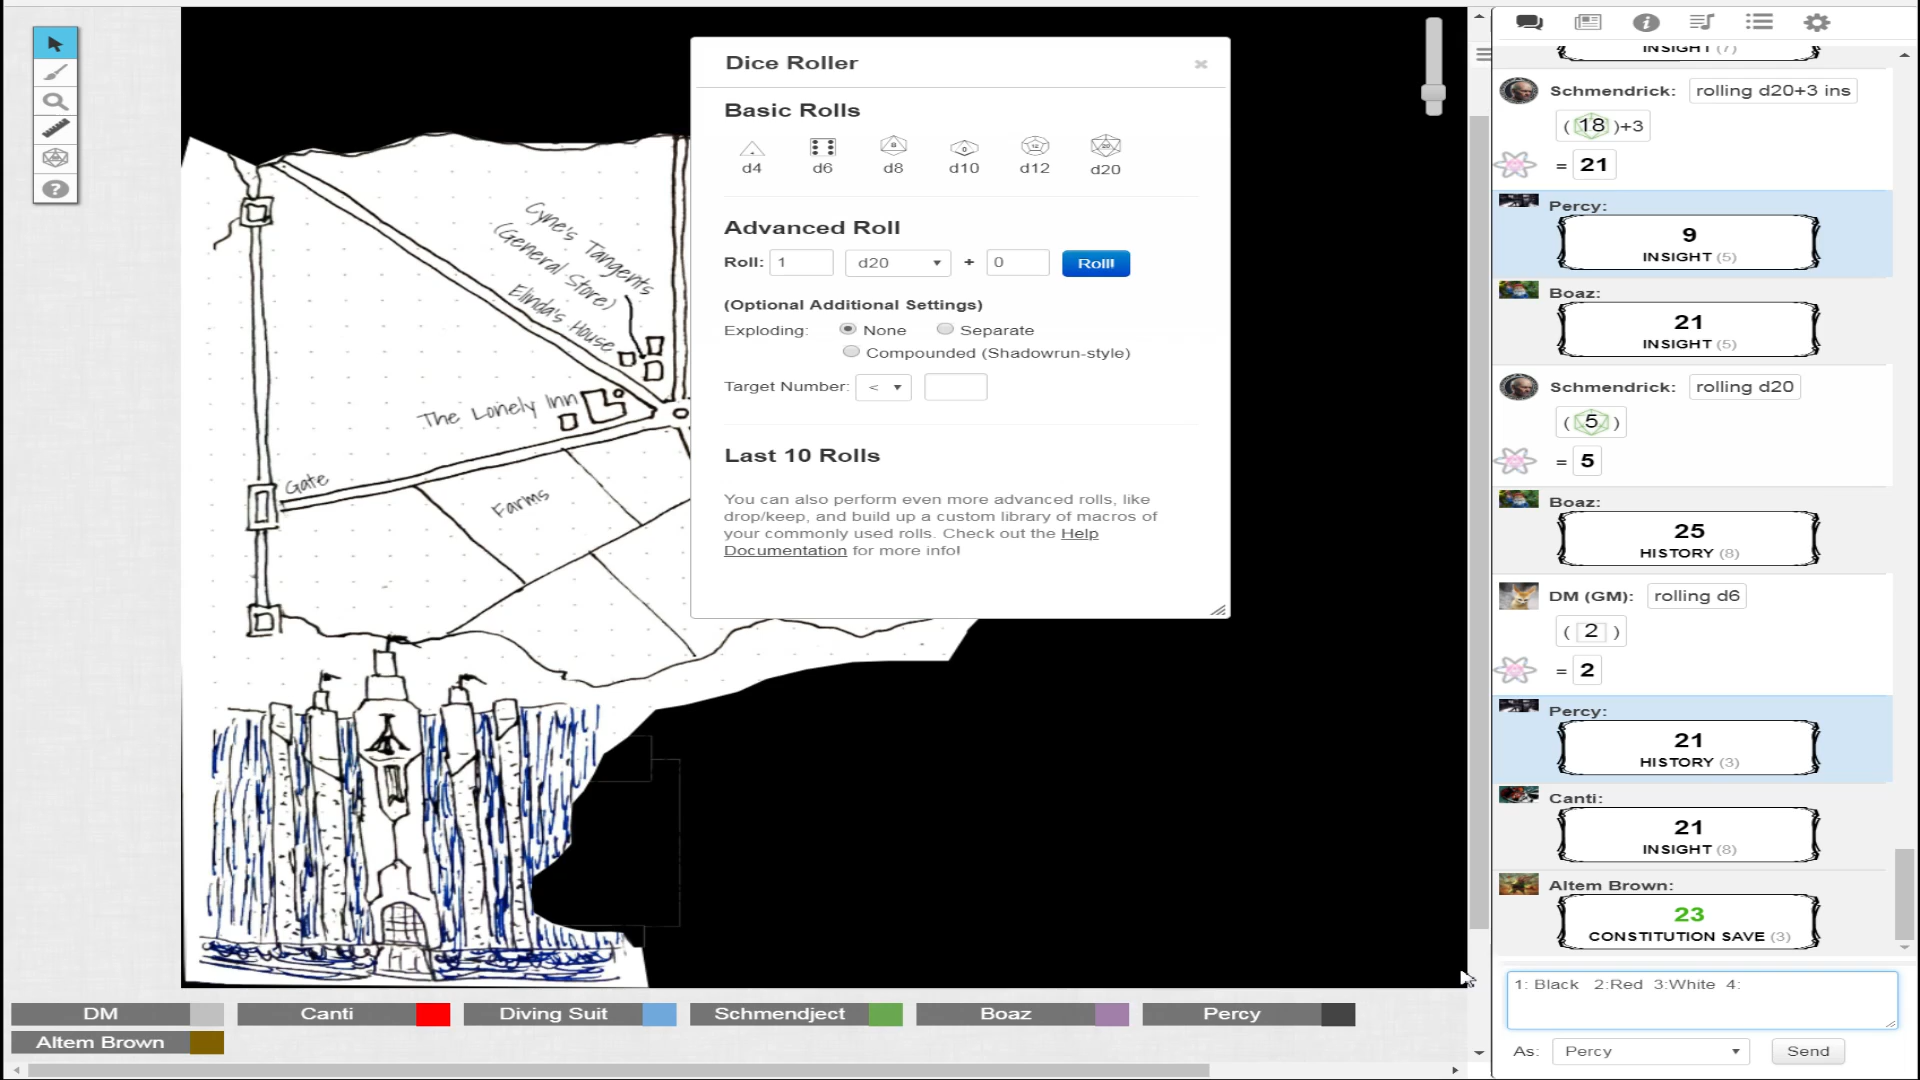 Dice Roller
×
Basic Rolls
d4 d6 d8 d10 d12 d20
Advanced Roll
Roll: 1 d20 + 0 Roll!
(Optional Additional Settings)
Exploding: None Separate
Compounded (Shadowrun-style)
Target Number: <
Last 10 Rolls
You can also perform even more advanced rolls, like
drop/keep, and build up a custom library of macros of
your commonly used rolls. Check out the Help
Documentation for more info!
Cyne's Tangents
(General Store)
Elinda's House
The Lonely Inn
Gate
Farms
INSIGHT (7)
Schmendrick: rolling d20+3 ins
(18)+3
= 21
Percy:
9
INSIGHT (5)
Boaz:
21
INSIGHT (5)
Schmendrick: rolling d20
(5)
= 5
Boaz:
25
HISTORY (8)
DM (GM): rolling d6
(2)
= 2
Percy:
21
HISTORY (3)
Canti:
21
INSIGHT (8)
Altem Brown:
23
CONSTITUTION SAVE (3)
1: Black 2:Red 3:White 4:
As: Percy Send
DM Canti Diving Suit Schmendject Boaz Percy
Altem Brown